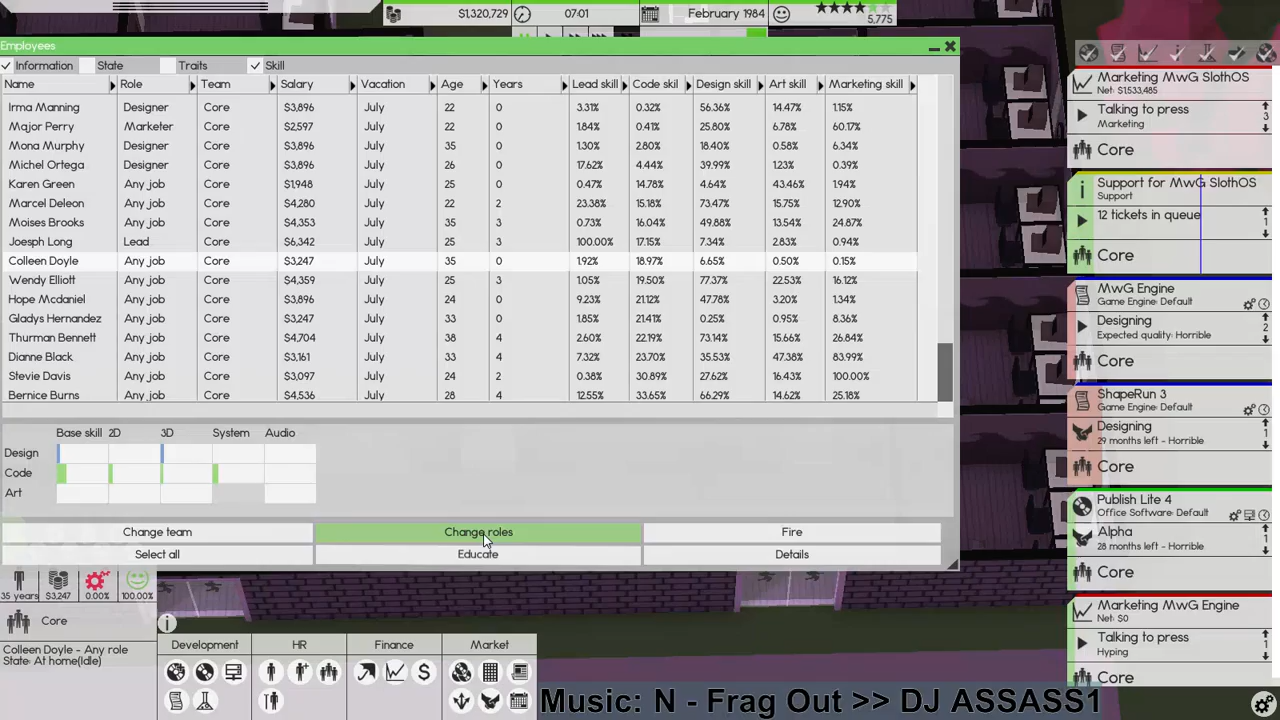 $1,320,729 07:01 February 1984 5,775
Employees
Information State Traits Skill
Name Role Team Salary Vacation Age Years Lead skil Code skil Design skill Art skill Marketing skill
Irma Manning Designer Core $3,896 July 22 0 3.31% 0.32% 56.36% 14.47% 1.15%
Major Perry Marketer Core $2,597 July 22 0 1.84% 0.41% 25.80% 6.78% 60.17%
Mona Murphy Designer Core $3,896 July 35 0 1.30% 2.80% 18.40% 0.58% 6.34%
Michel Ortega Designer Core $3,896 July 26 0 17.62% 4.44% 39.99% 1.23% 0.39%
Karen Green Any job Core $1,948 July 25 0 0.47% 14.78% 4.64% 43.46% 1.94%
Marcel Deleon Any job Core $4,280 July 22 2 23.38% 15.18% 73.47% 15.75% 12.90%
Moises Brooks Any job Core $4,353 July 35 3 0.73% 16.04% 49.88% 13.54% 24.87%
Joesph Long Lead Core $6,342 July 25 3 100.00% 17.15% 7.34% 2.83% 0.94%
Colleen Doyle Any job Core $3,247 July 35 0 1.92% 18.97% 6.65% 0.50% 0.15%
Wendy Elliott Any job Core $4,359 July 25 3 1.05% 19.50% 77.37% 22.53% 16.12%
Hope Mcdaniel Any job Core $3,896 July 24 0 9.23% 21.12% 47.78% 3.20% 1.34%
Gladys Hernandez Any job Core $3,247 July 33 0 1.85% 21.41% 0.25% 0.95% 8.36%
Thurman Bennett Any job Core $4,704 July 38 4 2.60% 22.19% 73.14% 15.66% 26.84%
Dianne Black Any job Core $3,161 July 33 4 7.32% 23.70% 35.53% 47.38% 83.99%
Stevie Davis Any job Core $3,097 July 24 2 0.38% 30.89% 27.62% 16.43% 100.00%
Bernice Burns Any job Core $4,536 July 28 4 12.55% 33.65% 66.29% 14.62% 25.18%
Base skill 2D 3D System Audio
Design
Code
Art
Change team Change roles Fire
Select all Educate Details
35 years $3,247 0.00% 100.00%
Core
Colleen Doyle - Any role
State: At home(Idle)
Development HR Finance Market
Marketing MwG SlothOS
Net: $1,533,485
Talking to press
Marketing
3
Core
Support for MwG SlothOS
Support
12 tickets in queue
1
Core
MwG Engine
Game Engine: Default
Designing
Expected quality: Horrible
2
Core
ShapeRun 3
Game Engine: Default
Designing
29 months left - Horrible
1
Core
Publish Lite 4
Office Software: Default
Alpha
28 months left - Horrible
1
Core
Marketing MwG Engine
Net: $0
Talking to press
Hyping
1
Core
Music: N - Frag Out >> DJ ASSASS1